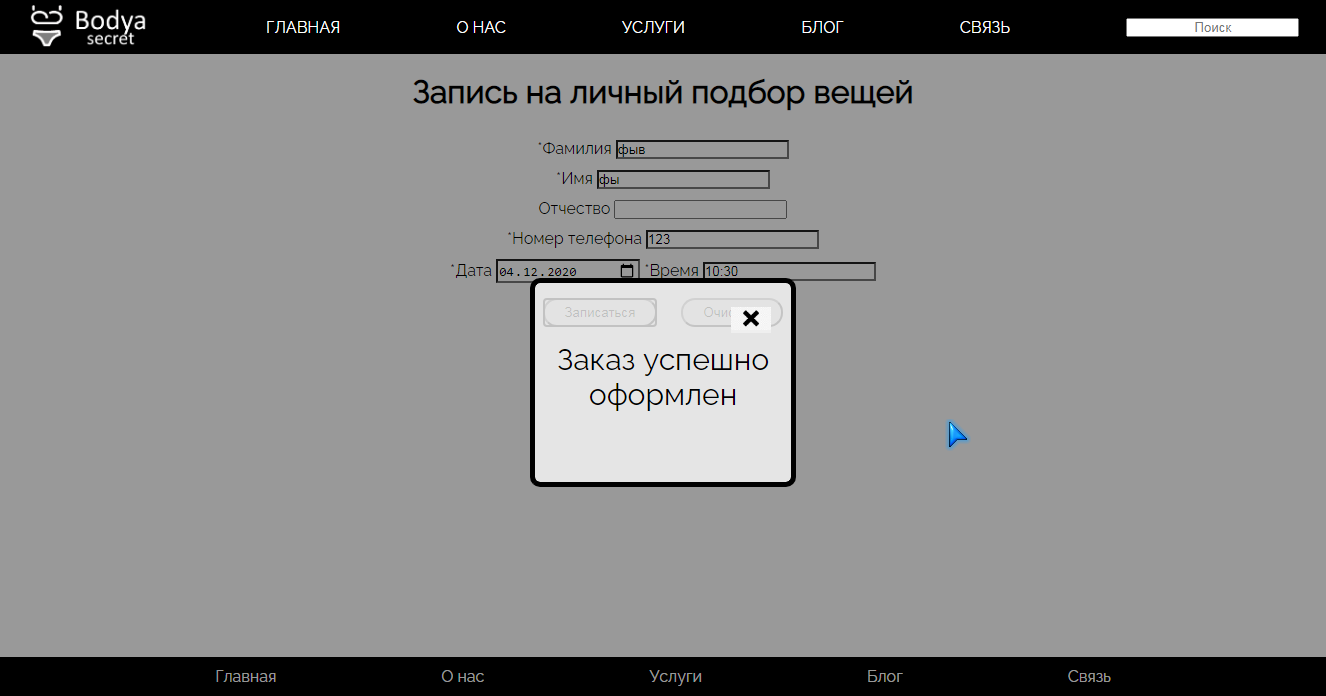 Bodya
secret
ГЛАВНАЯ
О НАС
УСЛУГИ
БЛОГ
СВЯЗЬ
Поиск
Запись на личный подбор вещей
*Фамилия фыв
*Имя фы
Отчество
*Номер телефона 123
*Дата 04.12.2020 *Время 10:30
Записаться
Заказ успешно
оформлен
Главная
О нас
Услуги
Блог
Связь